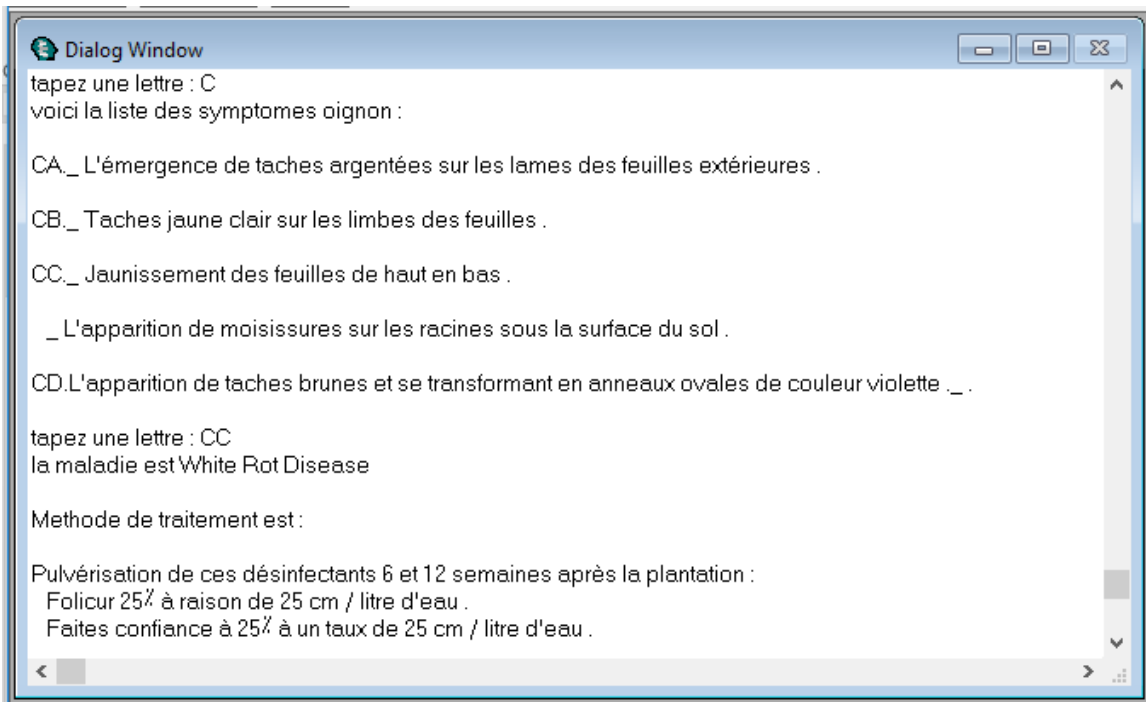 Dialog Window
tapez une lettre : C
voici la liste des symptomes oignon :
CA._ L'émergence de taches argentées sur les lames des feuilles extérieures .
CB._ Taches jaune clair sur les limbes des feuilles .
CC._ Jaunissement des feuilles de haut en bas .
_ L'apparition de moisissures sur les racines sous la surface du sol .
CD.L'apparition de taches brunes et se transformant en anneaux ovales de couleur violette ._ .
tapez une lettre : CC
la maladie est White Rot Disease
Methode de traitement est :
Pulvérisation de ces désinfectants 6 et 12 semaines après la plantation :
Folicur 25٪ à raison de 25 cm / litre d'eau .
Faites confiance à 25٪ à un taux de 25 cm / litre d'eau .